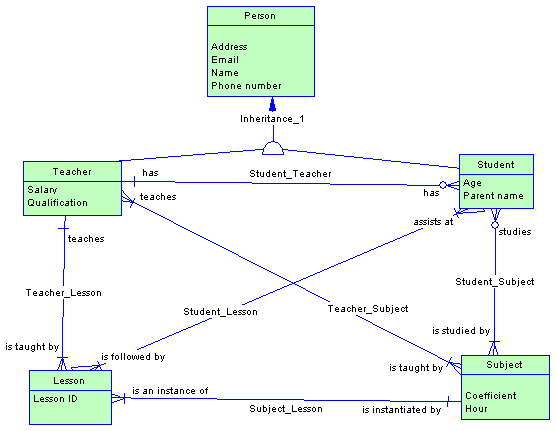 Person
Address
Email
Name
Phone number
Inheritance_1
Teacher
Salary
Qualification
has
Student_Teacher
has
Student
Age
Parent name
teaches
teaches
assists at
studies
Teacher_Lesson
Student_Lesson
Teacher_Subject
Student_Subject
is taught by
is followed by
is studied by
is taught by
Lesson
Lesson ID
is an instance of
Subject_Lesson
is instantiated by
Subject
Coefficient
Hour